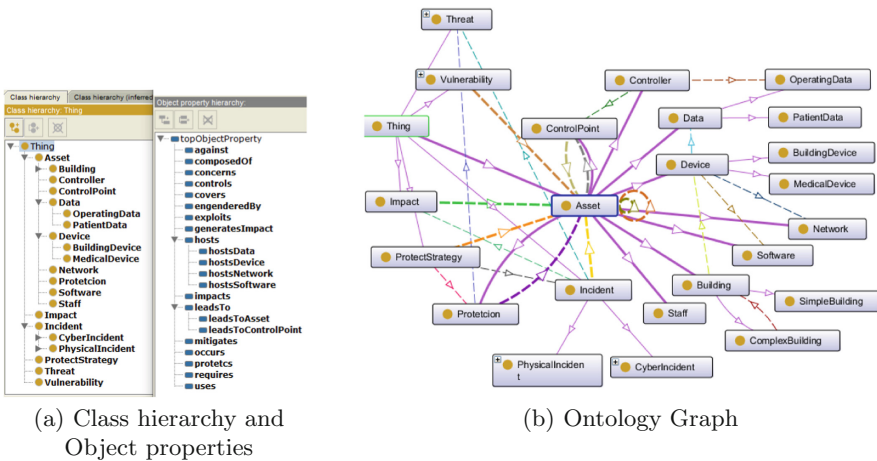 Class hierarchy
Class hierarchy (inferred
Class hierarchy: Thing
Thing
Asset
Building
Controller
ControlPoint
Data
OperatingData
PatientData
Device
BuildingDevice
MedicalDevice
Network
Protetcion
Software
Staff
Impact
Incident
CyberIncident
PhysicalIncident
ProtectStrategy
Threat
Vulnerability
Object property hierarchy:
topObjectProperty
against
composedOf
concerns
controls
covers
engenderedBy
exploits
generatesImpact
hosts
hostsData
hostsDevice
hostsNetwork
hostsSoftware
impacts
leadsTo
leadsToAsset
leadsToControlPoint
mitigates
occurs
protetcs
requires
uses
(a) Class hierarchy and
Object properties
Threat
Vulnerability
Controller
OperatingData
Thing
ControlPoint
Data
PatientData
Device
BuildingDevice
MedicalDevice
Impact
Asset
Network
ProtectStrategy
Software
Incident
Building
SimpleBuilding
Protetcion
Staff
ComplexBuilding
PhysicalInciden
t
CyberIncident
(b) Ontology Graph